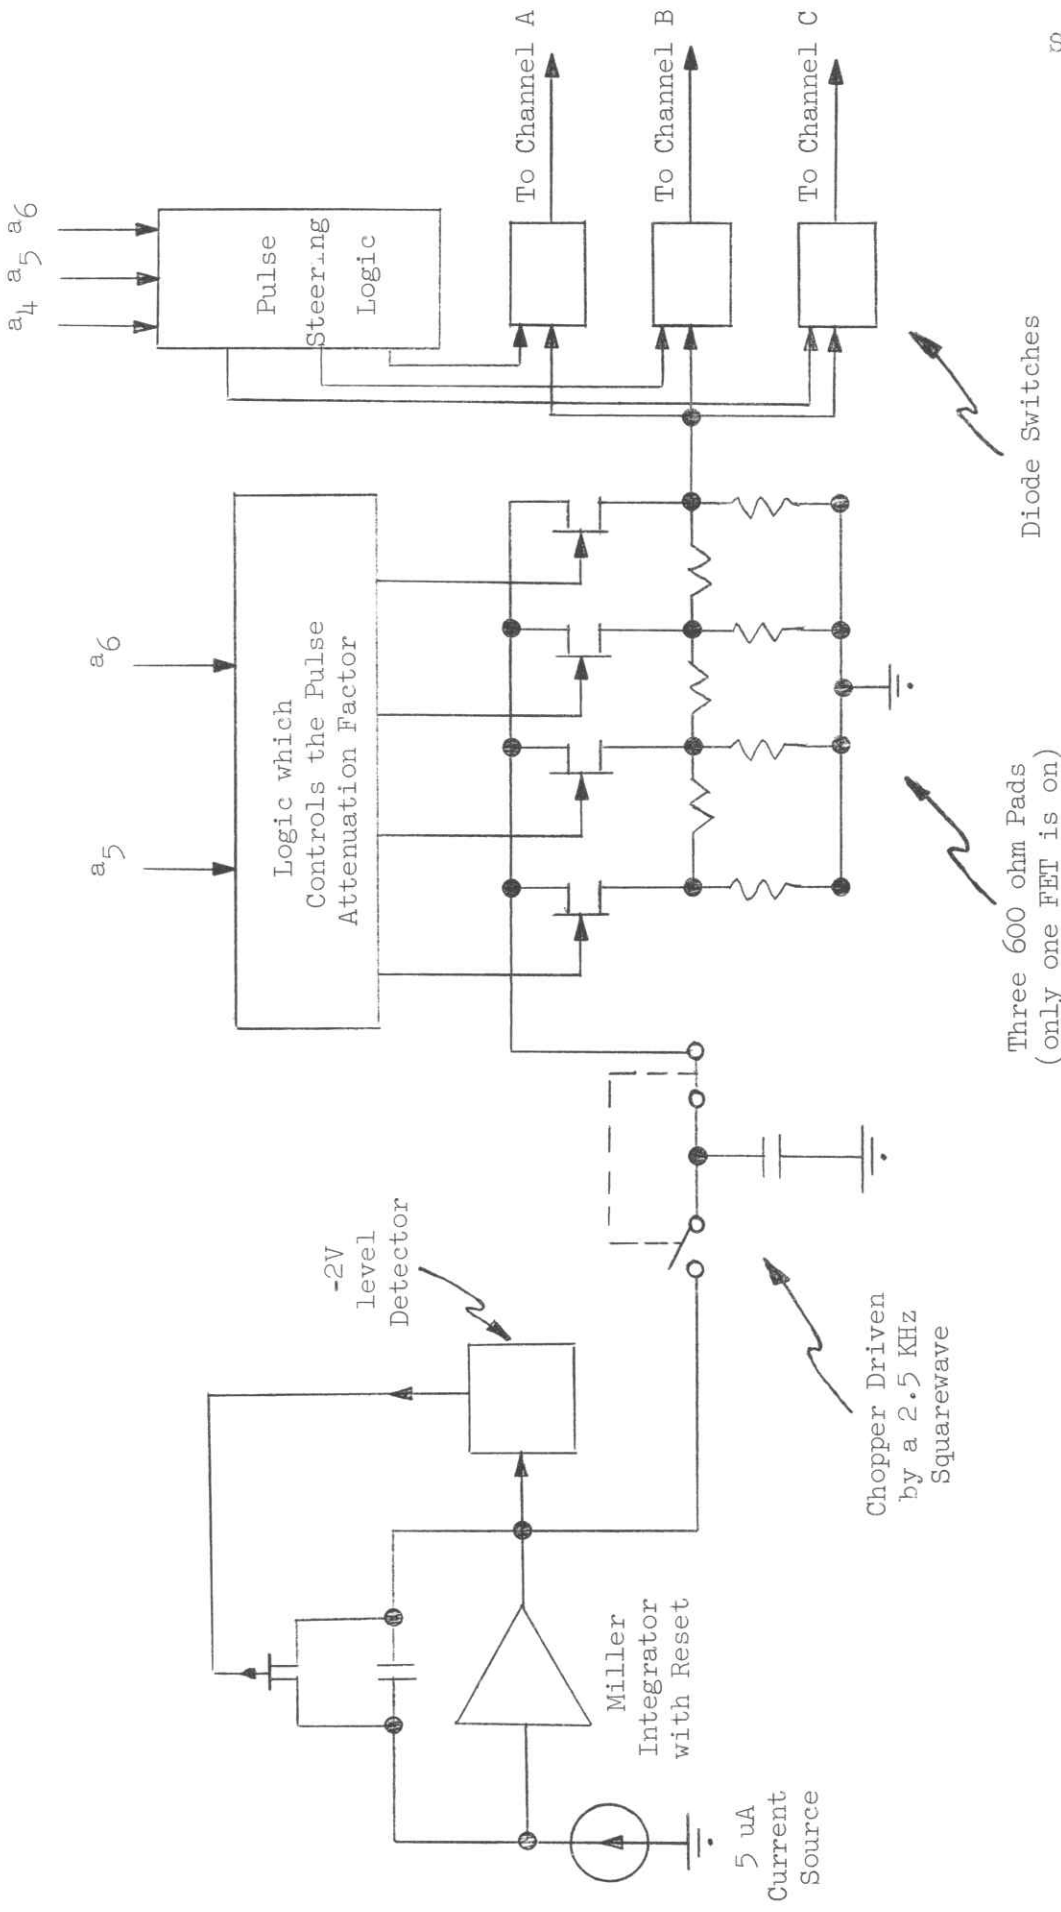 a4 a5 a6
Pulse
Steering
Logic
To Channel A
To Channel B
To Channel C
Diode Switches
a5
a6
Logic which
Controls the Pulse
Attenuation Factor
Three 600 ohm Pads
(only one FET is on)
-2V
level
Detector
Chopper Driven
by a 2.5 KHz
Squarewave
Miller
Integrator
with Reset
5 uA
Current
Source